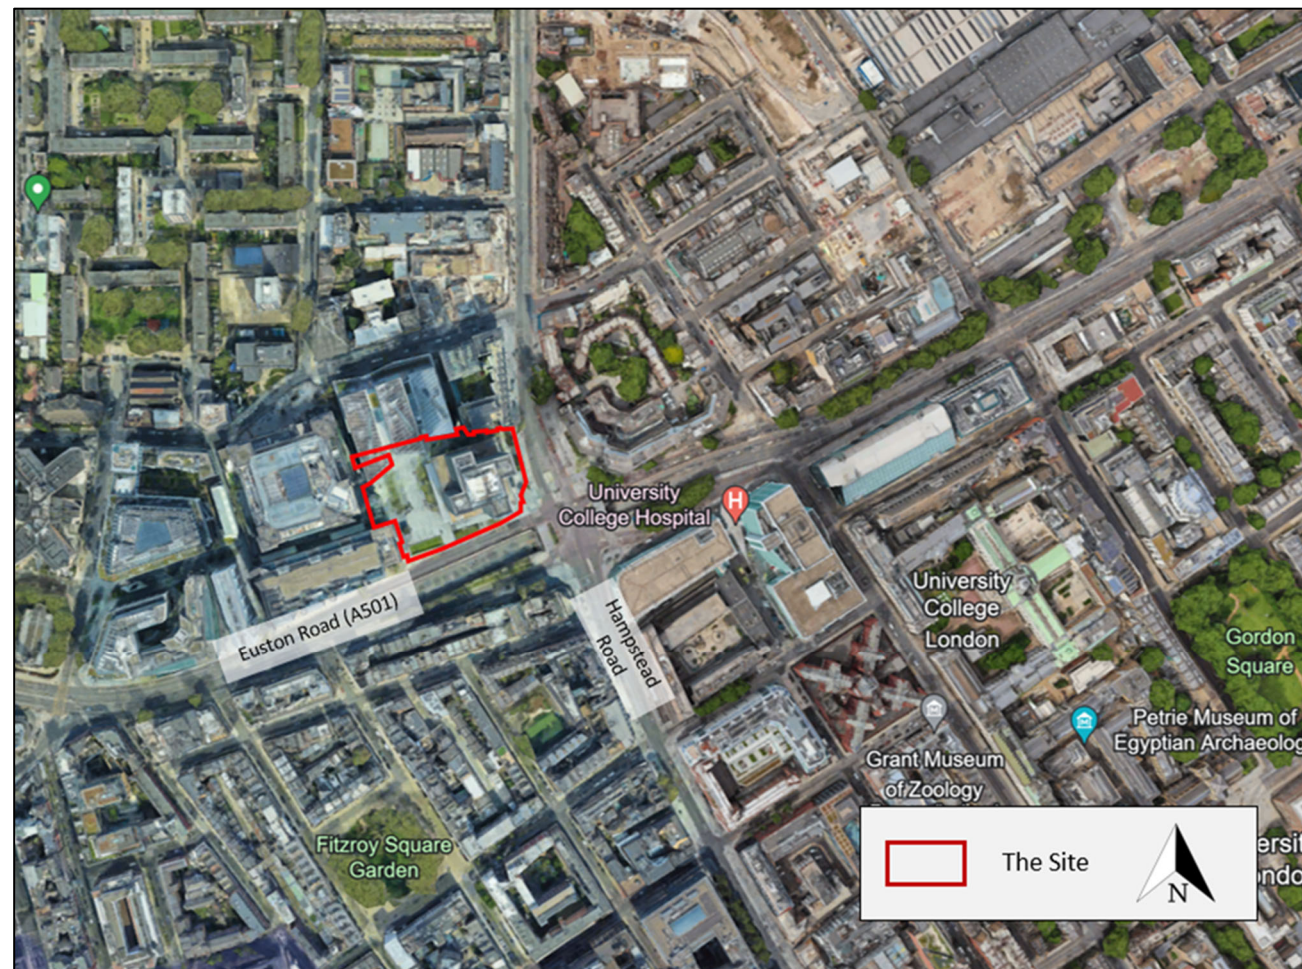 University
College Hospital
H
Euston Road (A501)
Hampstead
Road
University
College
London
Gordon
Square
Petrie Museum of
Egyptian Archaeolog
Grant Museum
of Zoology
Fitzroy Square
Garden
The Site
N